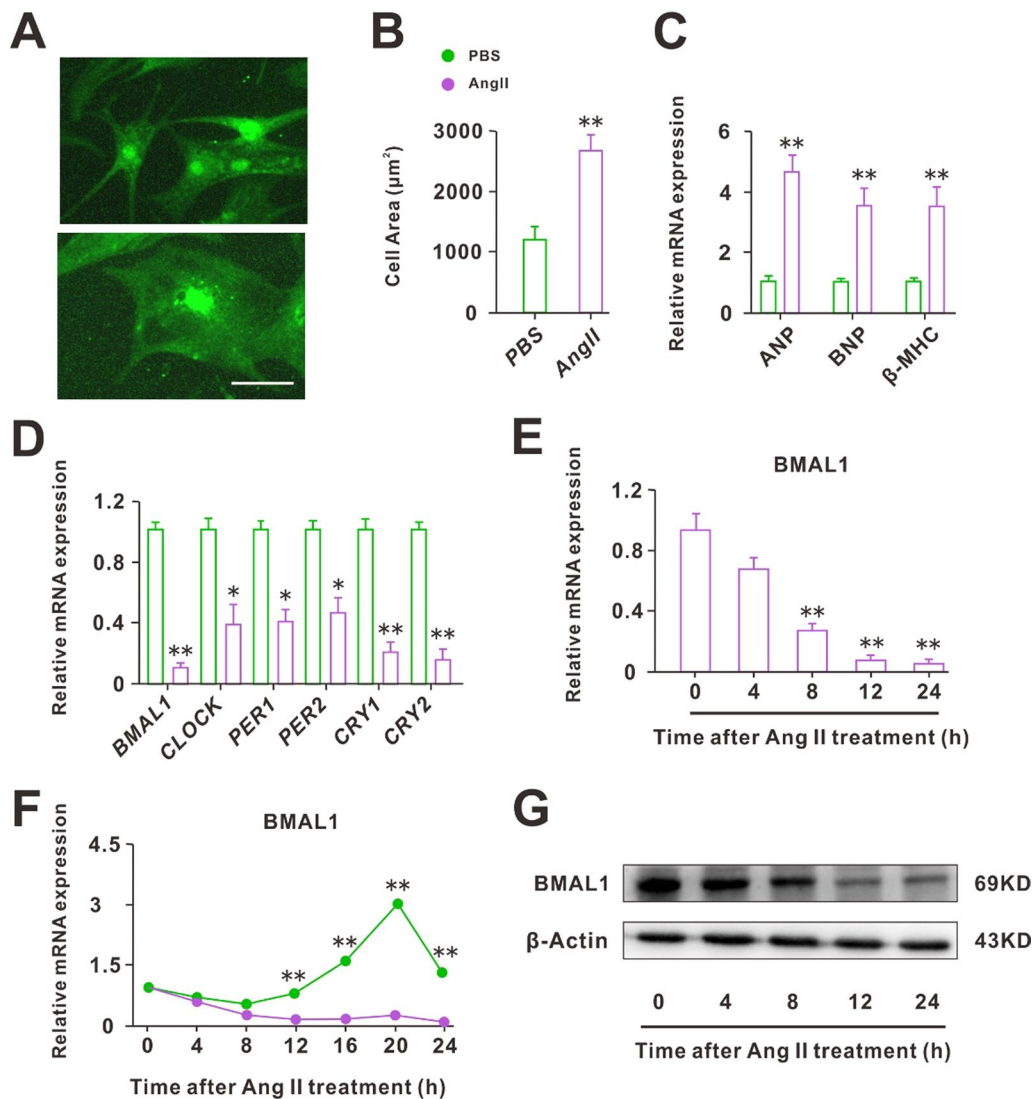 A
B
C
PBS
AngII
Cell Area (μm²)
3000
2000
1000
0
**
PBS
AngII
Relative mRNA expression
6
4
2
0
**
**
**
ANP
BNP
β-MHC
D
Relative mRNA expression
1.2
0.8
0.4
0
**
*
*
*
**
**
BMAL1
CLOCK
PER1
PER2
CRY1
CRY2
E
BMAL1
Relative mRNA expression
1.2
0.8
0.4
0
**
**
**
0 4 8 12 24
Time after Ang II treatment (h)
F
BMAL1
Relative mRNA expression
4.5
3
1.5
0
**
**
**
**
0 4 8 12 16 20 24
Time after Ang II treatment (h)
G
BMAL1 69KD
β-Actin 43KD
0 4 8 12 24
Time after Ang II treatment (h)